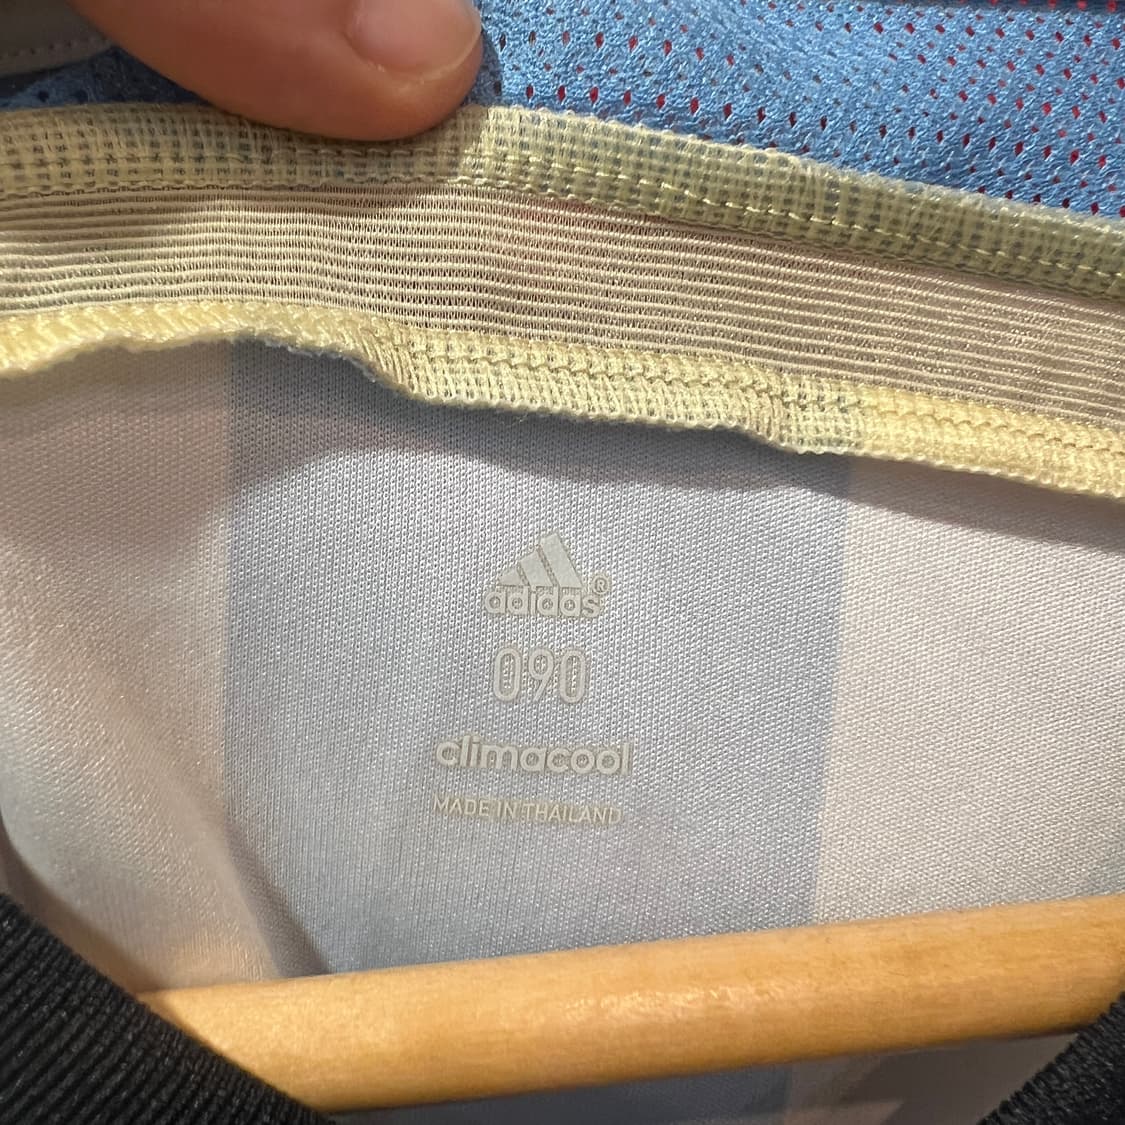 adidas®
090
climacool
MADE IN THAILAND